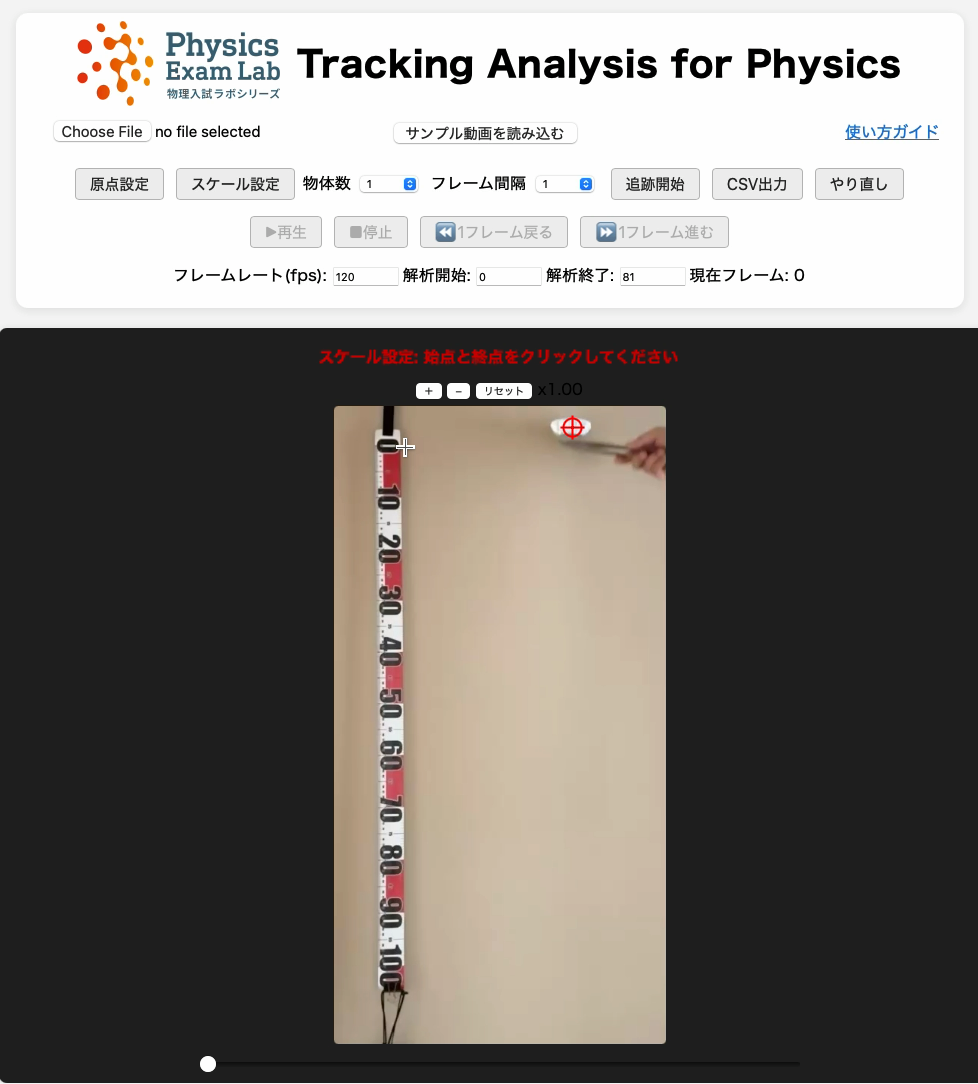 Physics
Exam Lab
物理入試ラボシリーズ
Tracking Analysis for Physics
Choose File no file selected
サンプル動画を読み込む
使い方ガイド
原点設定
スケール設定
物体数 1
フレーム間隔 1
追跡開始
CSV出力
やり直し
▶再生
■停止
⏪1フレーム戻る
⏩1フレーム進む
フレームレート(fps): 120 解析開始: 0 解析終了: 81 現在フレーム: 0
スケール設定: 始点と終点をクリックしてください
+ − リセット x1.00
0
10
20
30
40
50
60
70
80
90
100